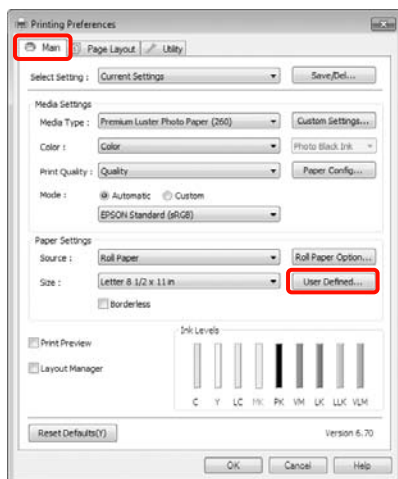 Printing Preferences
Main Page Layout Utility
Select Setting : Current Settings Save/Del...
Media Settings
Media Type : Premium Luster Photo Paper (260) Custom Settings...
Color : Color Photo Black Ink
Print Quality : Quality Paper Config...
Mode : Automatic Custom
EPSON Standard (sRGB)
Paper Settings
Source : Roll Paper Roll Paper Option...
Size : Letter 8 1/2 x 11 in User Defined...
Borderless
Ink Levels
Print Preview
Layout Manager
C Y LC MK PK VM LK LLK VLM
Reset Defaults(Y) Version 6.70
OK Cancel Help